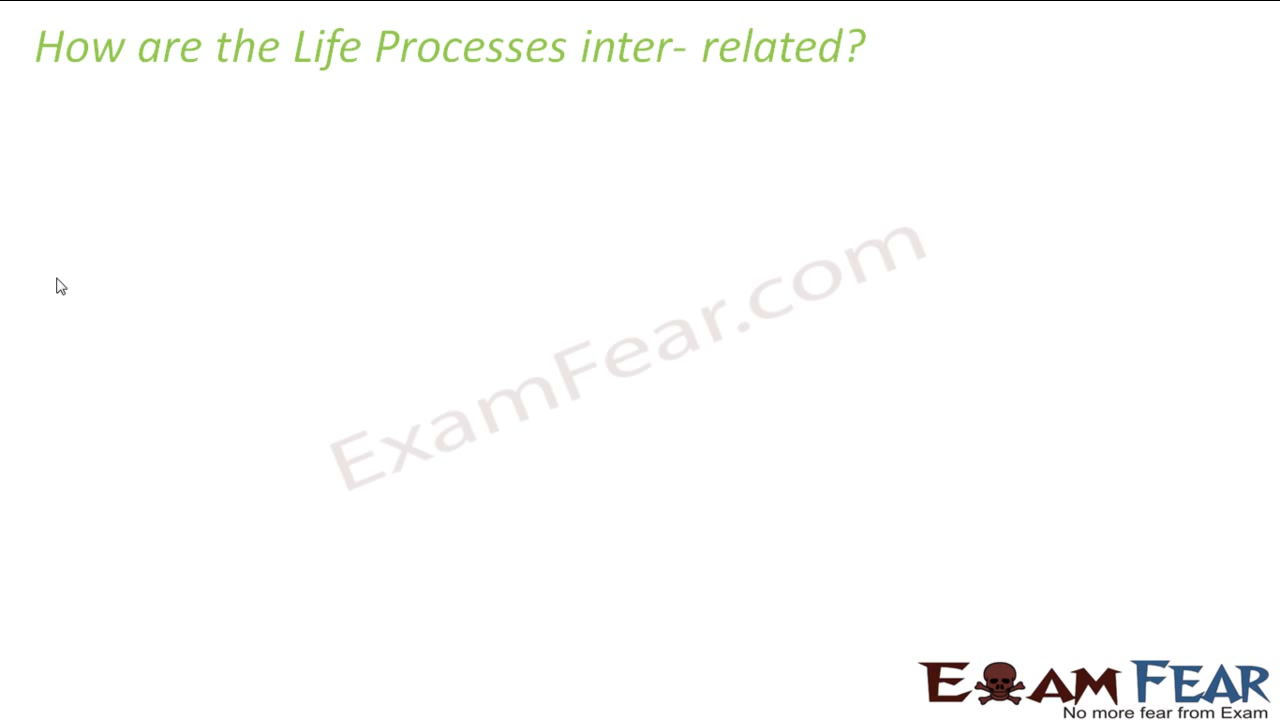 How are the Life Processes inter- related?
ExamFear.com
EXAM FEAR
No more fear from Exam